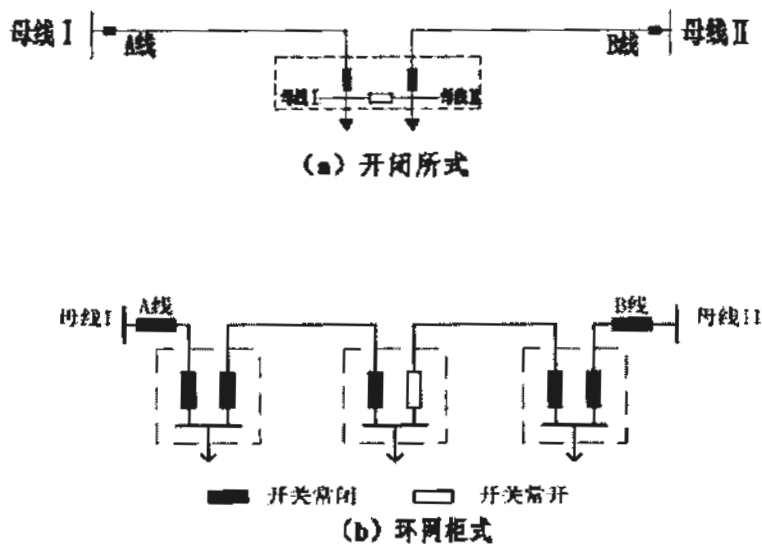 母线Ⅰ A线 B线 母线Ⅱ
母线Ⅰ 母线Ⅱ
(a) 开闭所式
母线Ⅰ A线 B线 母线Ⅱ
开关常闭 开关常开
(b) 环网柜式